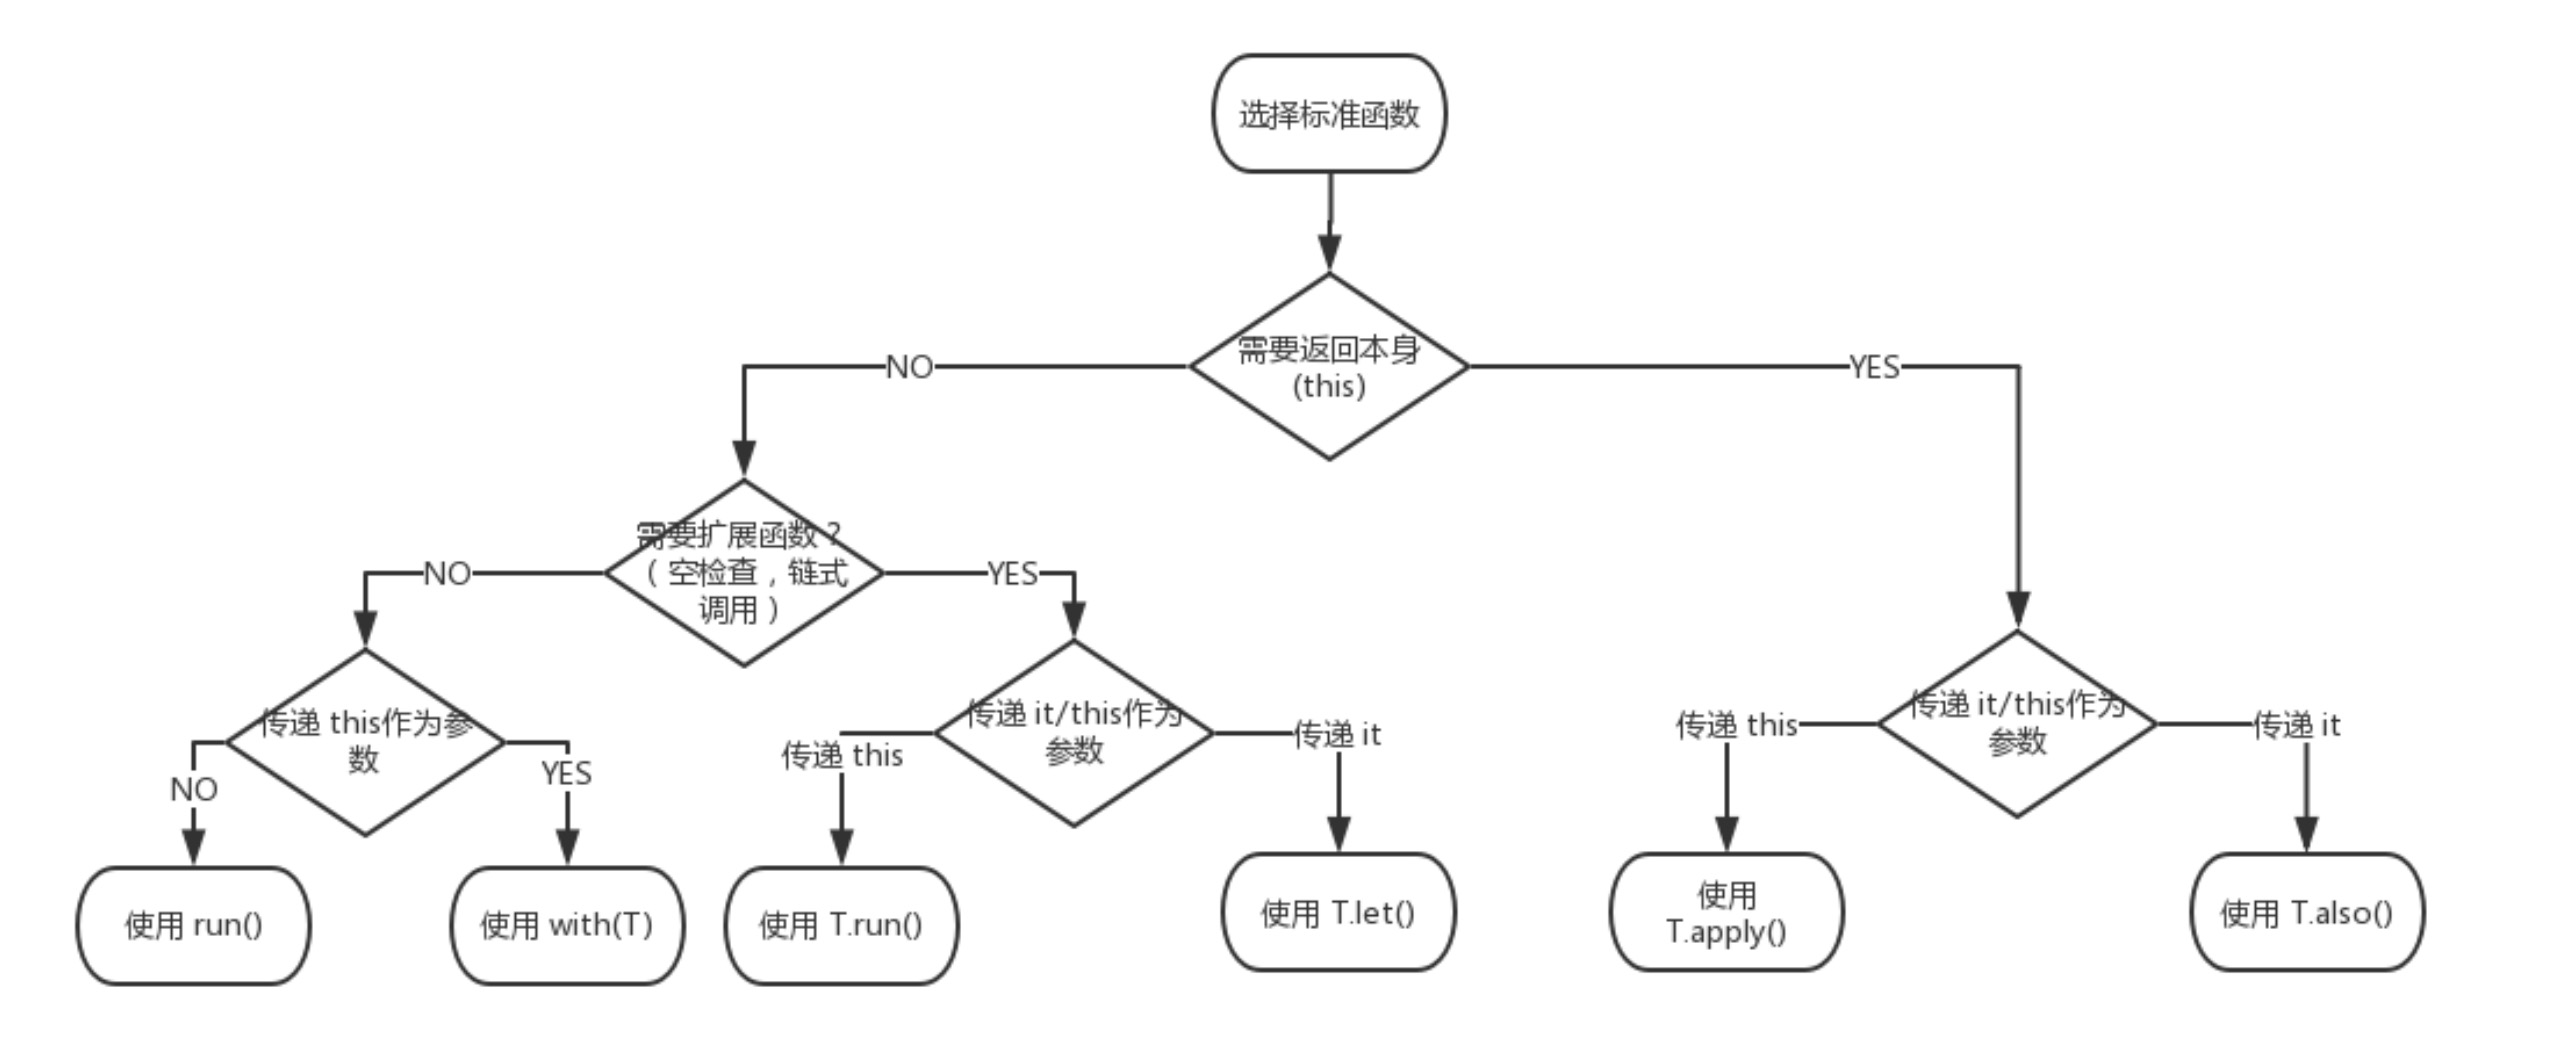 选择标准函数
需要返回本身
(this)
NO
YES
需要扩展函数？
（空检查，链式
调用）
NO
YES
传递 this作为参
数
传递 it/this作为
参数
传递 it/this作为
参数
NO
YES
传递 this
传递 it
传递 this
传递 it
使用 run()
使用 with(T)
使用 T.run()
使用 T.let()
使用
T.apply()
使用 T.also()